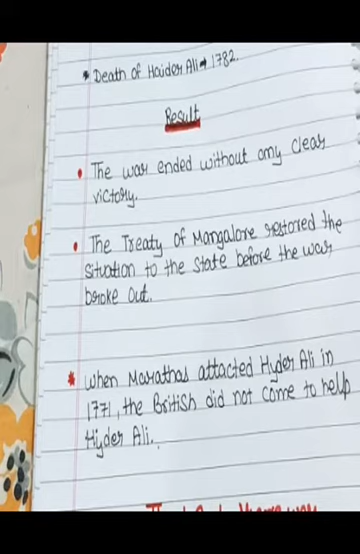 * Death of Haider Ali → 1782.
Result
• The war ended without any clear
victory.
• The Treaty of Mangalore restored the
situation to the state before the war
broke out.
* When Marathas attacted Hyder Ali in
1771, the British did not come to help
Hyder Ali.